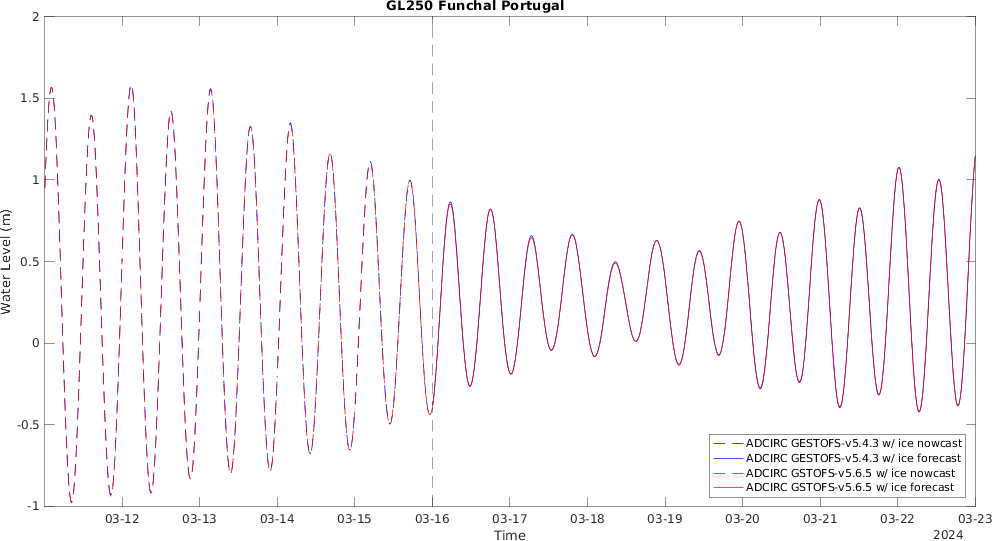 GL250 Funchal Portugal
2
1.5
1
0.5
0
-0.5
-1
Water Level (m)
ADCIRC GESTOFS-v5.4.3 w/ ice nowcast
ADCIRC GESTOFS-v5.4.3 w/ ice forecast
ADCIRC GSTOFS-v5.6.5 w/ ice nowcast
ADCIRC GSTOFS-v5.6.5 w/ ice forecast
03-12 03-13 03-14 03-15 03-16 03-17 03-18 03-19 03-20 03-21 03-22 03-23
Time 2024